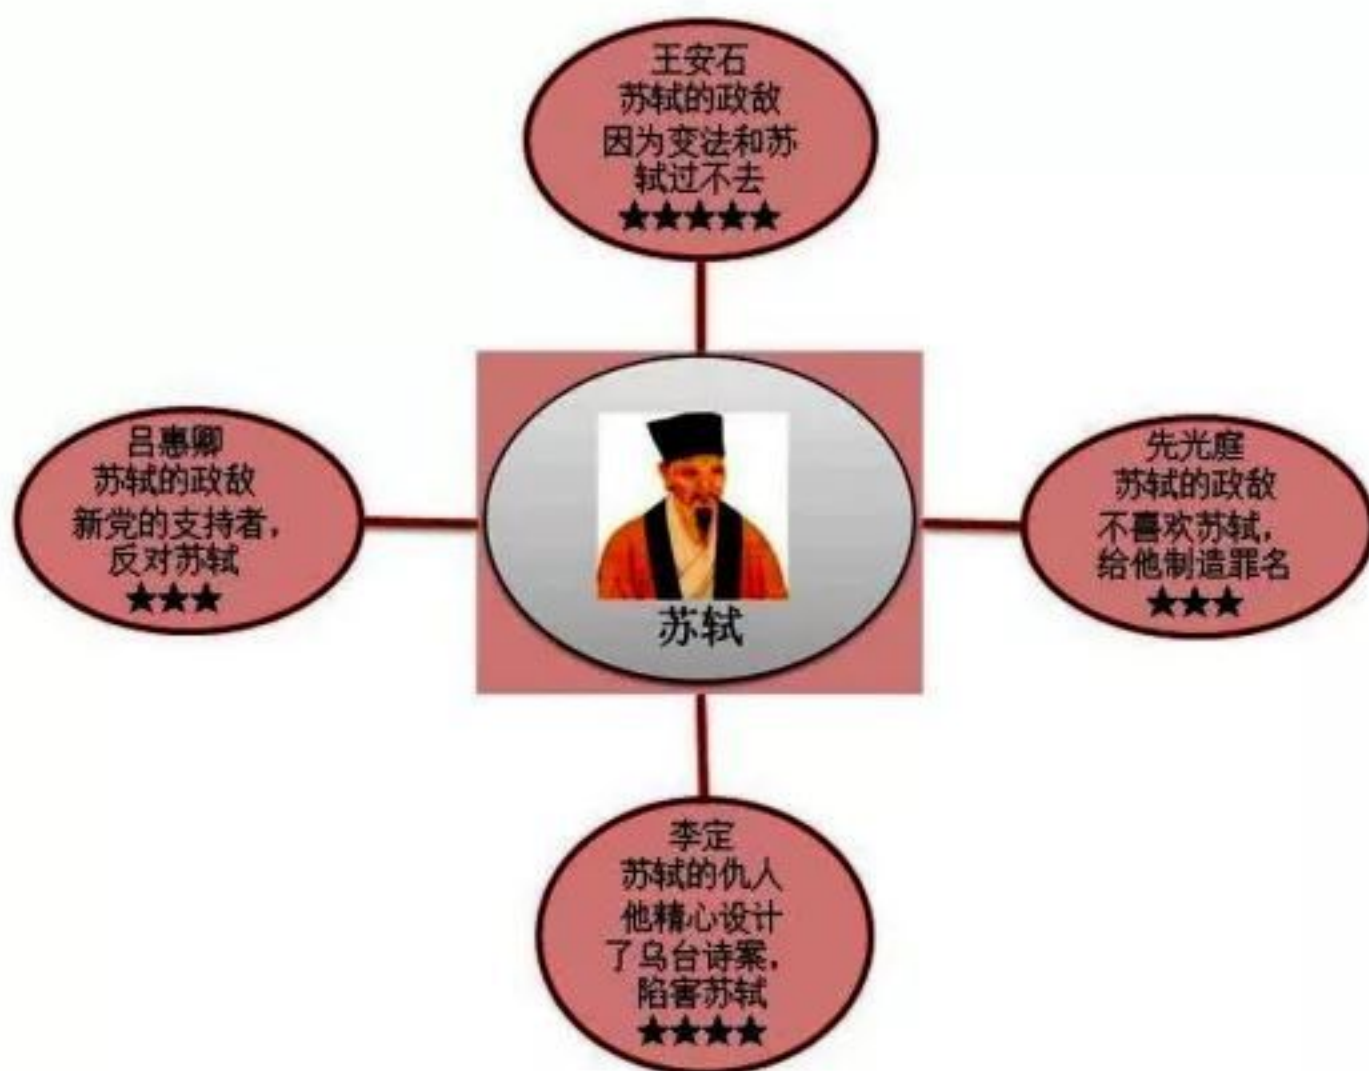 王安石
苏轼的政敌
因为变法和苏
轼过不去
★★★★★
吕惠卿
苏轼的政敌
新党的支持者，
反对苏轼
★★★
苏轼
先光庭
苏轼的政敌
不喜欢苏轼，
给他制造罪名
★★★
李定
苏轼的仇人
他精心设计
了乌台诗案，
陷害苏轼
★★★★